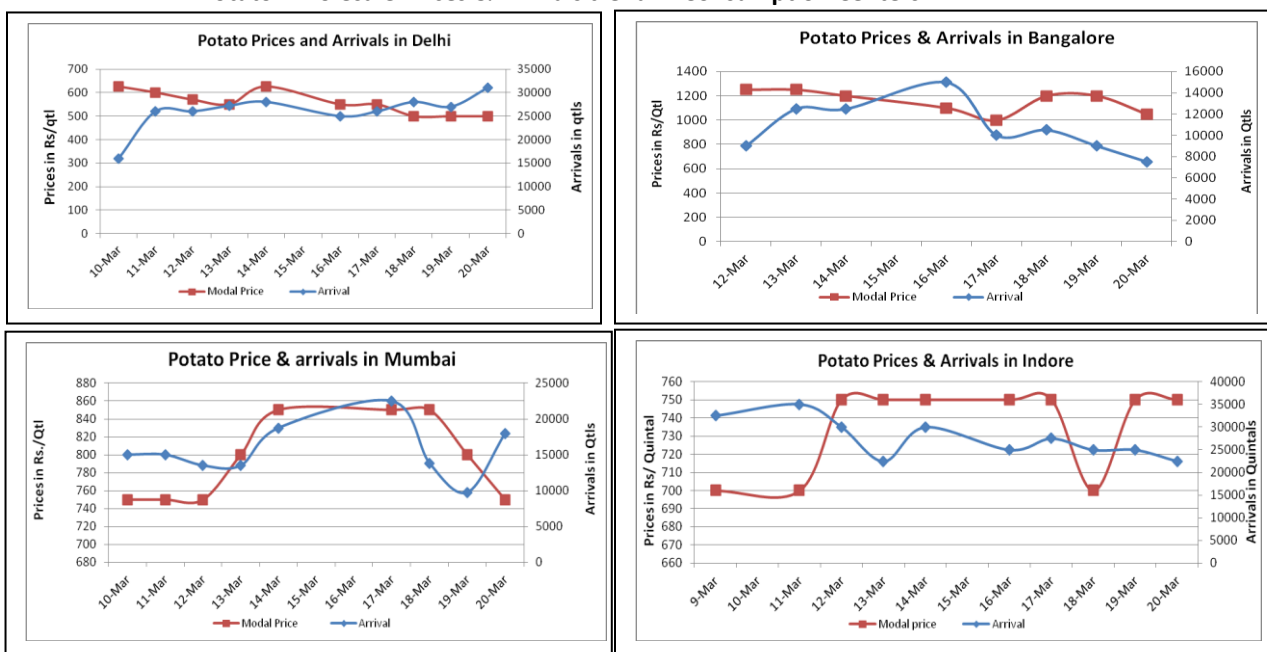 Potato Prices and Arrivals in Delhi
700
600
500
400
300
200
100
0
35000
30000
25000
20000
15000
10000
5000
0
Prices in Rs/qtl
Arrivals in qtls
10-Mar
11-Mar
12-Mar
13-Mar
14-Mar
15-Mar
16-Mar
17-Mar
18-Mar
19-Mar
20-Mar
Modal Price
Arrival
Potato Prices & Arrivals in Bangalore
1400
1200
1000
800
600
400
200
0
16000
14000
12000
10000
8000
6000
4000
2000
0
Prices in Rs/Qtl
Arrivals in Qtls
12-Mar
13-Mar
14-Mar
15-Mar
16-Mar
17-Mar
18-Mar
19-Mar
20-Mar
Modal Price
Arrival
Potato Price & arrivals in Mumbai
880
860
840
820
800
780
760
740
720
700
680
25000
20000
15000
10000
5000
0
Prices in Rs./Qtl
Arrivals in Qtls
10-Mar
11-Mar
12-Mar
13-Mar
14-Mar
15-Mar
16-Mar
17-Mar
18-Mar
19-Mar
20-Mar
Modal Price
Arrival
Potato Prices & Arrivals in Indore
760
750
740
730
720
710
700
690
680
670
660
40000
35000
30000
25000
20000
15000
10000
5000
0
Prices in Rs/ Quintal
Arrivals in Quintals
9-Mar
10-Mar
11-Mar
12-Mar
13-Mar
14-Mar
15-Mar
16-Mar
17-Mar
18-Mar
19-Mar
20-Mar
Modal price
Arrival